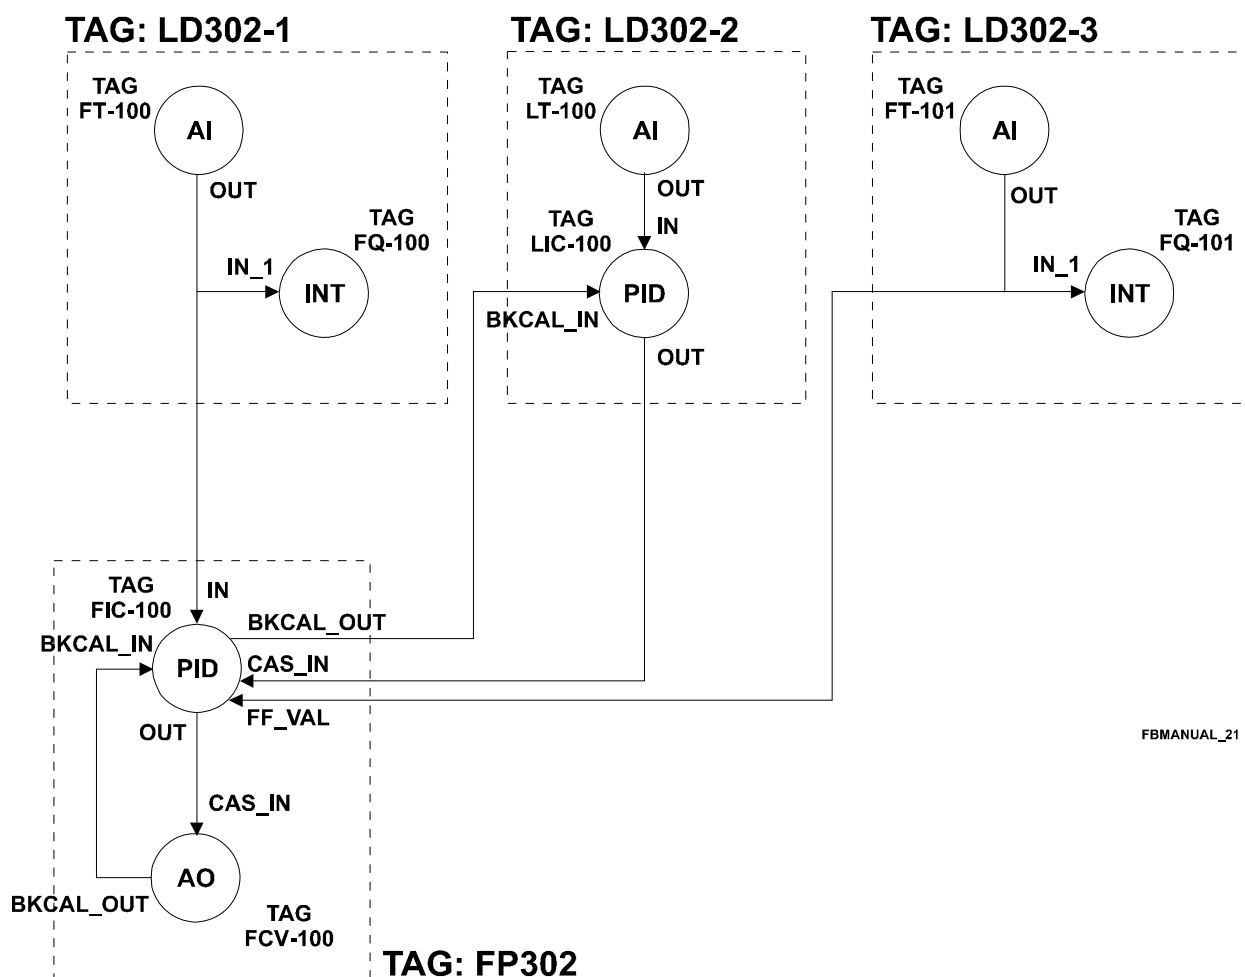 TAG: LD302-1
TAG: LD302-2
TAG: LD302-3
TAG
FT-100
AI
OUT
TAG
FQ-100
IN_1
INT
TAG
LT-100
AI
OUT
TAG
LIC-100
IN
PID
BKCAL_IN
OUT
TAG
FT-101
AI
OUT
TAG
FQ-101
IN_1
INT
TAG
FIC-100
IN
BKCAL_IN
PID
BKCAL_OUT
CAS_IN
FF_VAL
OUT
CAS_IN
AO
BKCAL_OUT
TAG
FCV-100
TAG: FP302
FBMANUAL_21